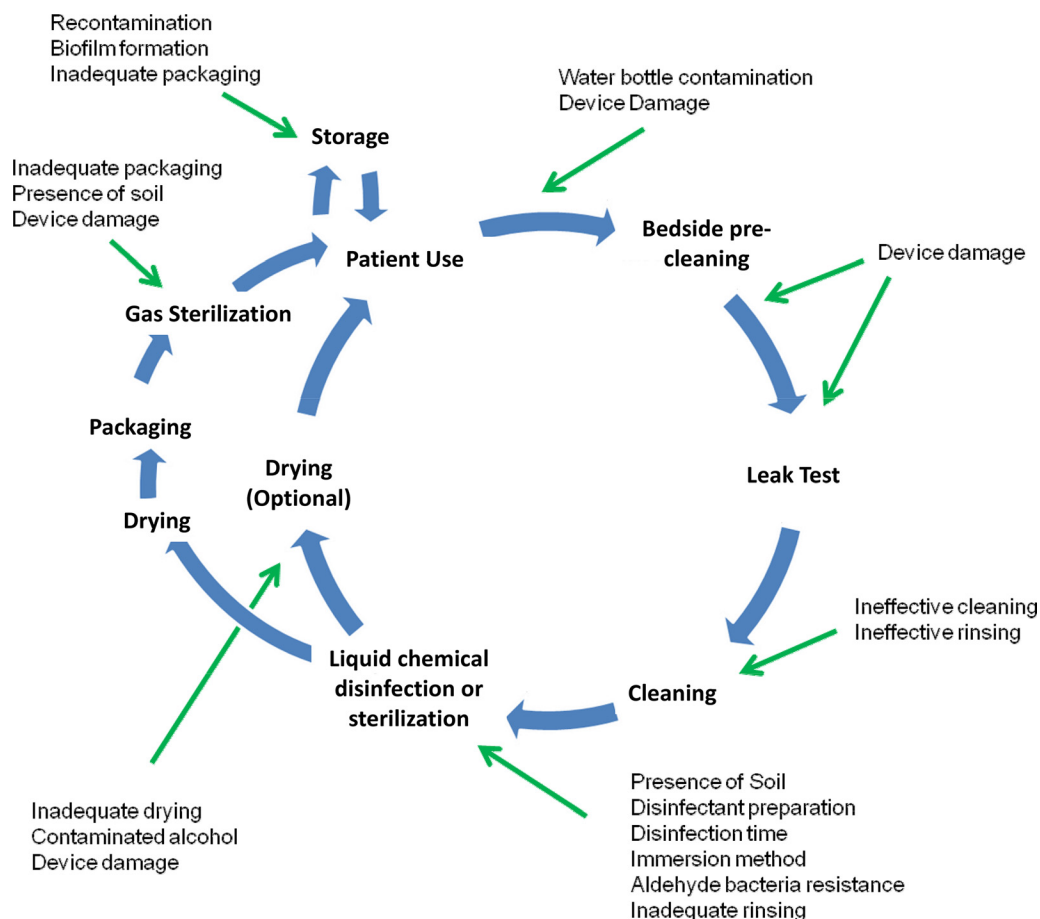 Recontamination
Biofilm formation
Inadequate packaging
Water bottle contamination
Device Damage
Storage
Inadequate packaging
Presence of soil
Device damage
Patient Use
Bedside pre-
cleaning
Device damage
Gas Sterilization
Packaging
Drying
(Optional)
Leak Test
Drying
Ineffective cleaning
Ineffective rinsing
Liquid chemical
disinfection or
sterilization
Cleaning
Inadequate drying
Contaminated alcohol
Device damage
Presence of Soil
Disinfectant preparation
Disinfection time
Immersion method
Aldehyde bacteria resistance
Inadequate rinsing